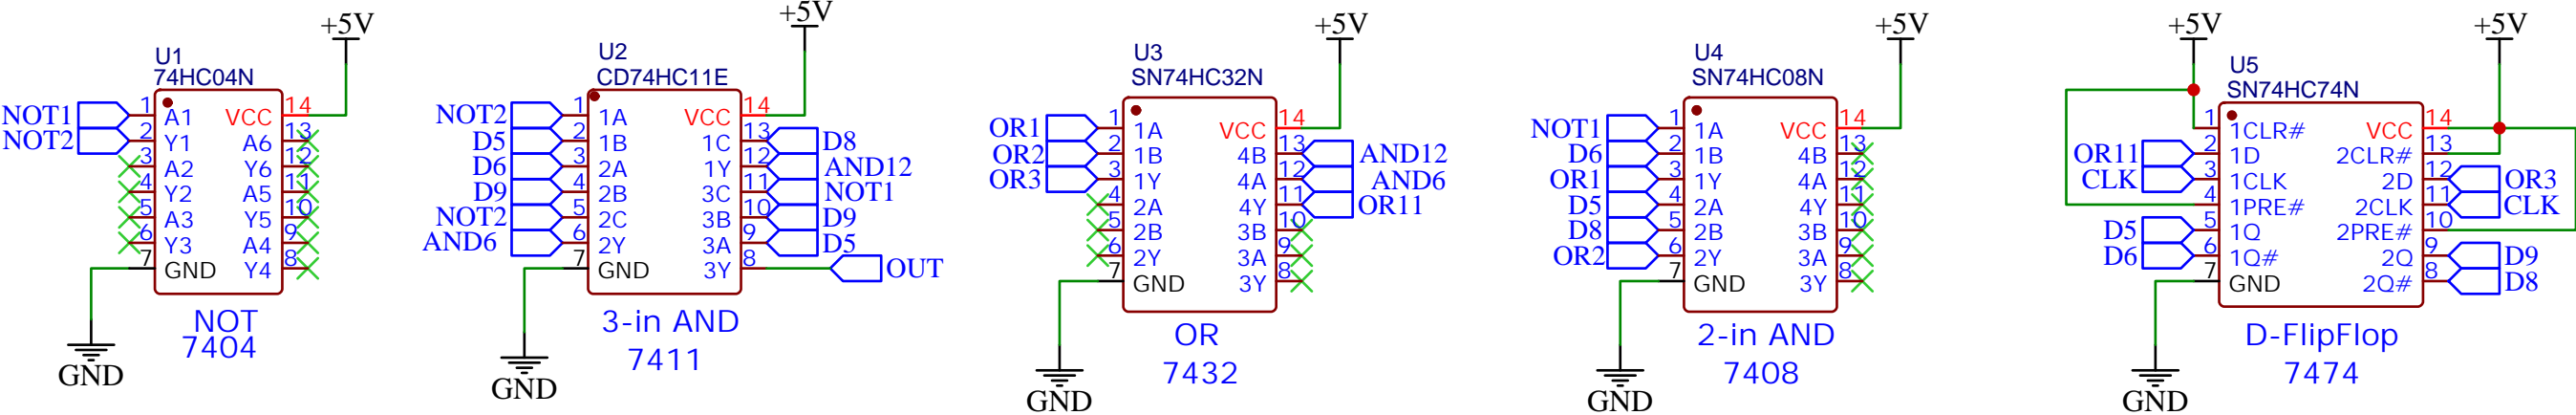 +5V
U1
74HC04N
NOT1 1 A1 VCC 14
NOT2 2 Y1 A6 13
3 A2 Y6 12
4 Y2 A5 11
5 A3 Y5 10
6 Y3 A4 9
7 GND Y4 8
NOT
7404
GND
+5V
U2
CD74HC11E
NOT2 1 1A VCC 14
D5 2 1B 1C 13 D8
D6 3 2A 1Y 12 AND12
D9 4 2B 3C 11 NOT1
NOT2 5 2C 3B 10 D9
AND6 6 2Y 3A 9 D5
7 GND 3Y 8 OUT
3-in AND
7411
GND
+5V
U3
SN74HC32N
OR1 1 1A VCC 14
OR2 2 1B 4B 13 AND12
OR3 3 1Y 4A 12 AND6
4 2A 4Y 11 OR11
5 2B 3B 10
6 2Y 3A 9
7 GND 3Y 8
OR
7432
GND
+5V
U4
SN74HC08N
NOT1 1 1A VCC 14
D6 2 1B 4B 13
OR1 3 1Y 4A 12
D5 4 2A 4Y 11
D8 5 2B 3B 10
OR2 6 2Y 3A 9
7 GND 3Y 8
2-in AND
7408
GND
+5V +5V
U5
SN74HC74N
1 1CLR# VCC 14
OR11 2 1D 2CLR# 13
CLK 3 1CLK 2D 12 OR3
4 1PRE# 2CLK 11 CLK
D5 5 1Q 2PRE# 10
D6 6 1Q# 2Q 9 D9
7 GND 2Q# 8 D8
D-FlipFlop
7474
GND